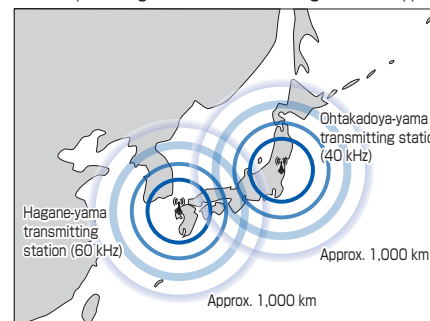 Ohtakadoya-yama
transmitting statio
(40 kHz)
Hagane-yama
transmitting
station (60 kHz)
Approx. 1,000 km
Approx. 1,000 km